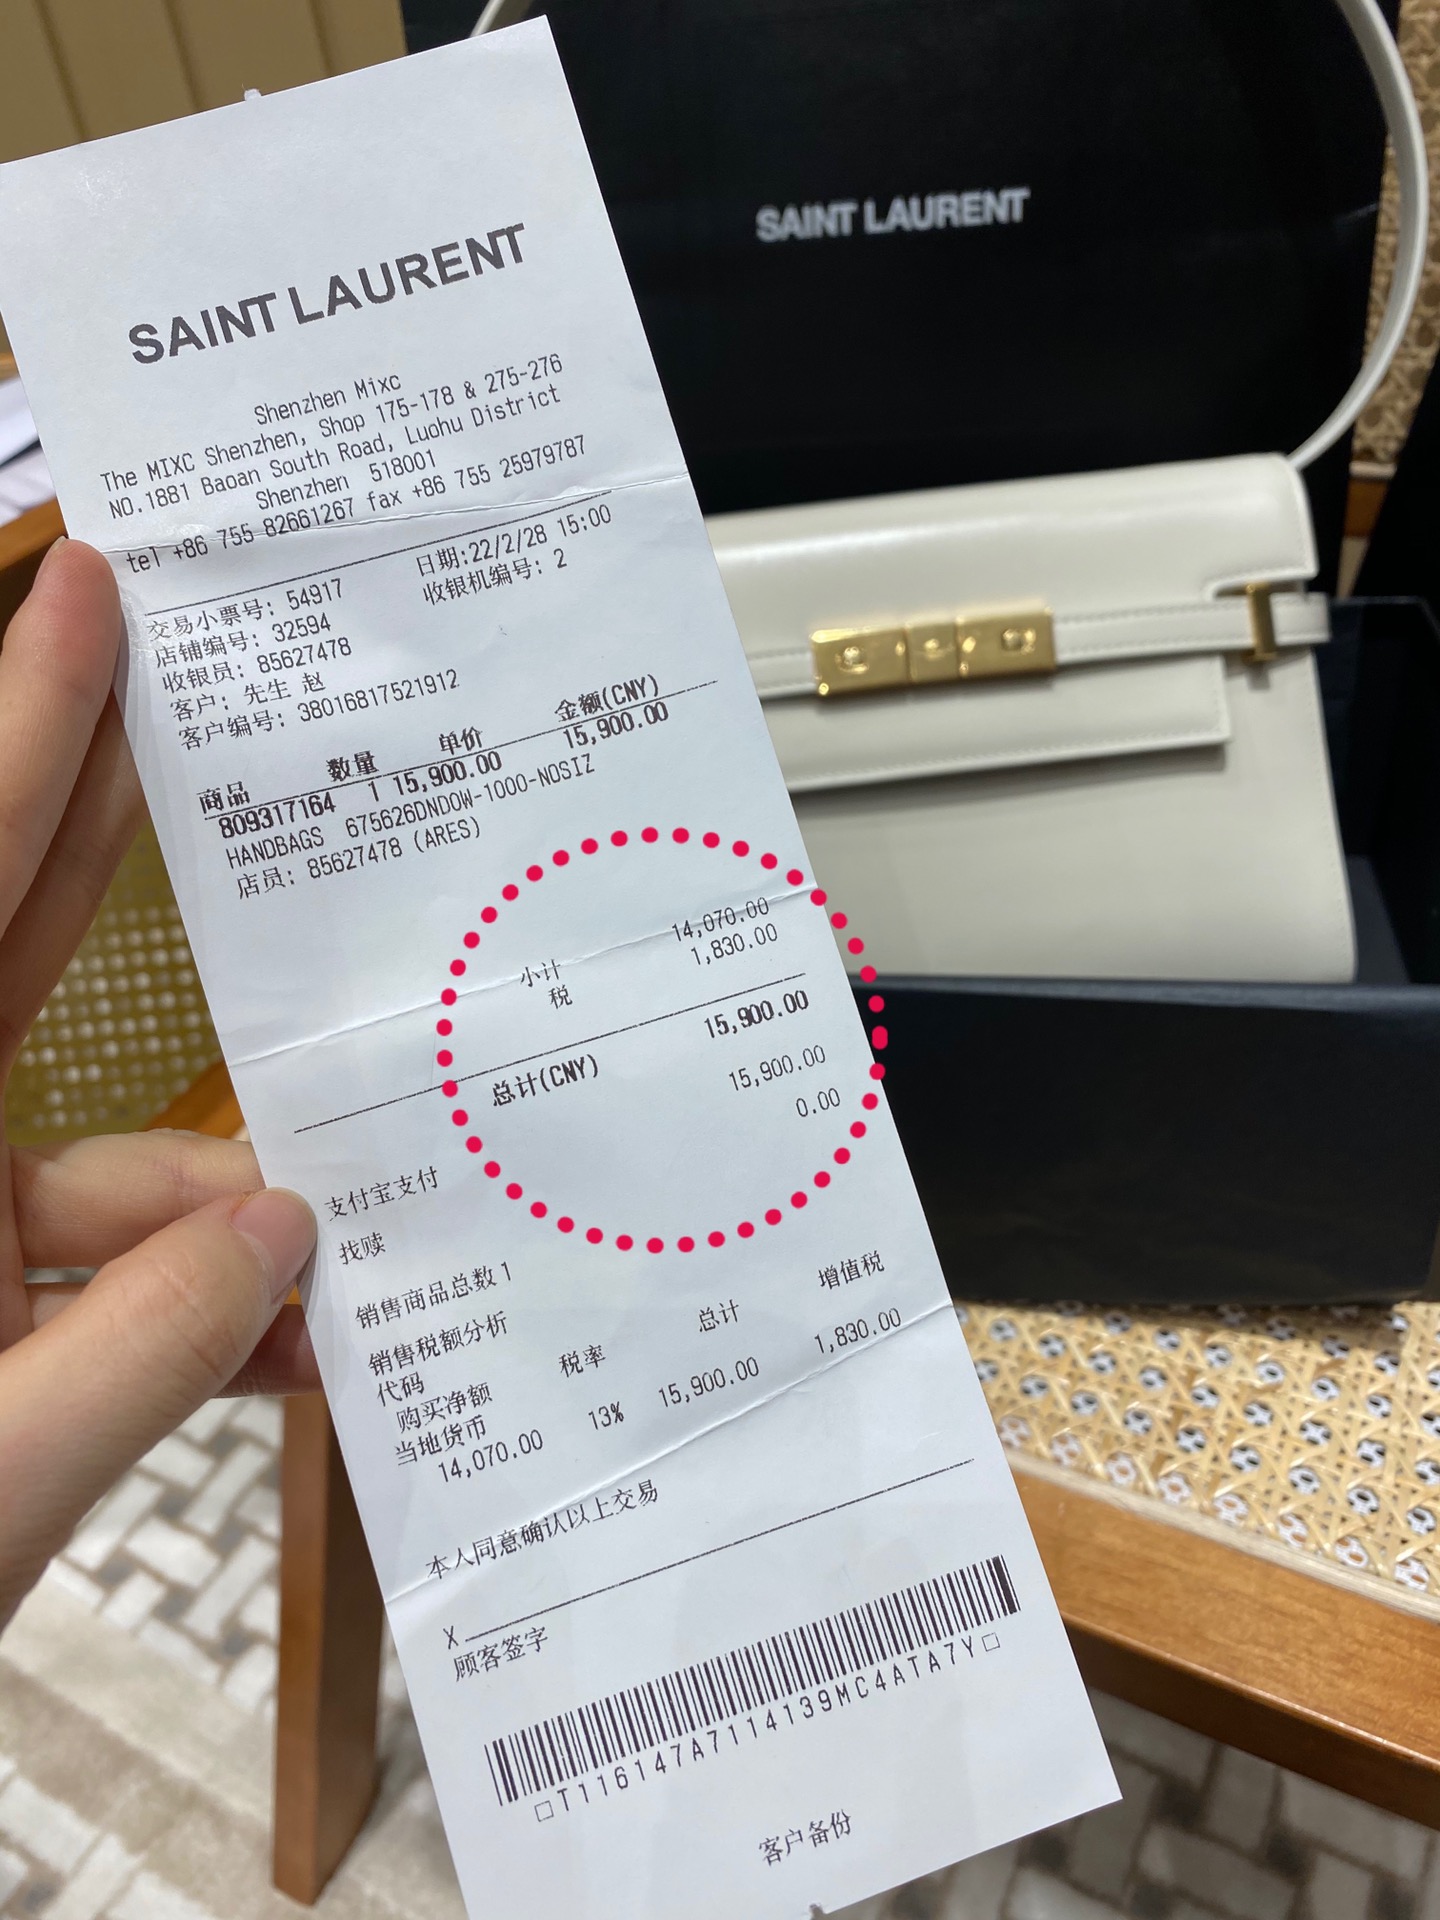 SAINT LAURENT
Shenzhen Mixc
The MIXC Shenzhen, Shop 175-178 & 275-276
NO.1881 Baoan South Road, Luohu District
Shenzhen 518001
tel +86 755 82661267 fax +86 755 25979787
交易小票号: 54917 日期:22/2/28 15:00
店铺编号: 32594 收银机编号: 2
收银员: 85627478
客户: 先生 赵
客户编号: 38016817521912
商品 数量 单价 金额(CNY)
809317164 1 15,900.00 15,900.00
HANDBAGS 675626DNDOW-1000-NOSIZ
店员: 85627478 (ARES)
小计 14,070.00
税 1,830.00
总计(CNY) 15,900.00
支付宝支付 15,900.00
找赎 0.00
销售商品总数 1
销售税额分析
代码 税率 总计 增值税
购买净额
当地货币
14,070.00 13% 15,900.00 1,830.00
本人同意确认以上交易
X
顾客签字
T116147A7114139MC4ATA7Y
客户备份
SAINT LAURENT